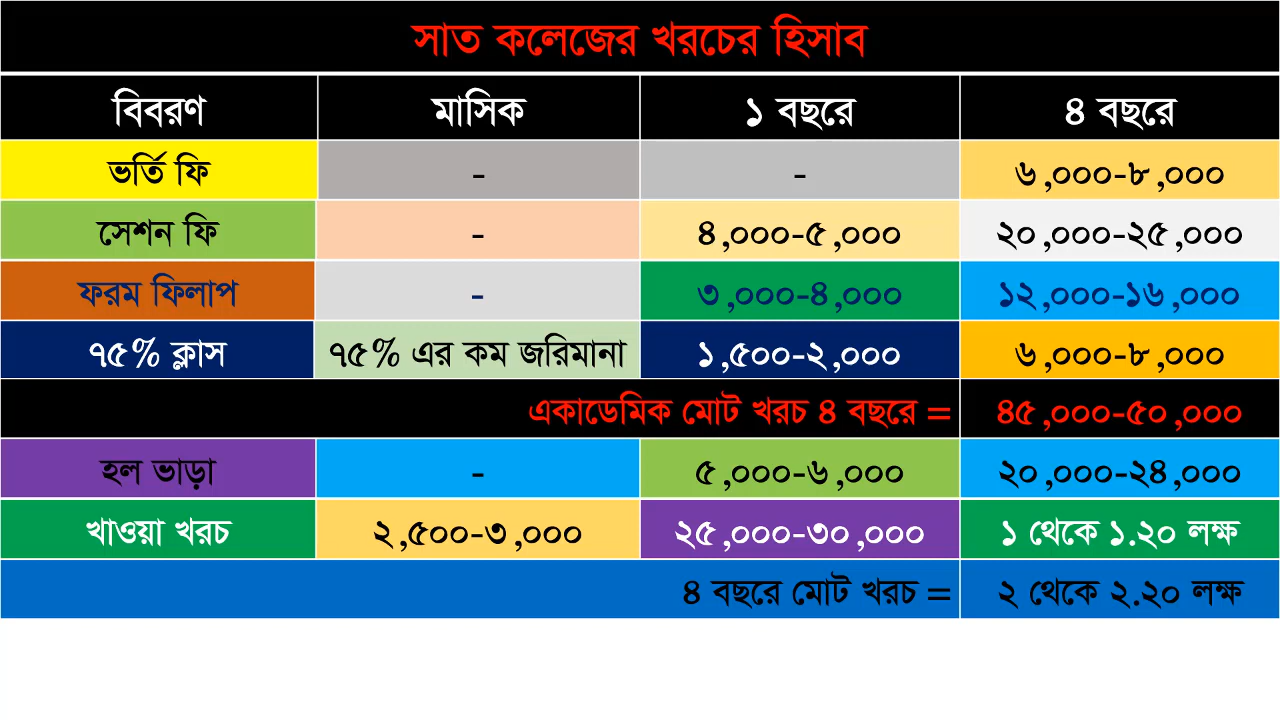 সাত কলেজের খরচের হিসাব
বিবরণ মাসিক ১ বছরে ৪ বছরে
ভর্তি ফি - - ৬,০০০-৮,০০০
সেশন ফি - ৪,০০০-৫,০০০ ২০,০০০-২৫,০০০
ফরম ফিলাপ - ৩,০০০-৪,০০০ ১২,০০০-১৬,০০০
৭৫% ক্লাস ৭৫% এর কম জরিমানা ১,৫০০-২,০০০ ৬,০০০-৮,০০০
একাডেমিক মোট খরচ ৪ বছরে = ৪৫,০০০-৫০,০০০
হল ভাড়া - ৫,০০০-৬,০০০ ২০,০০০-২৪,০০০
খাওয়া খরচ ২,৫০০-৩,০০০ ২৫,০০০-৩০,০০০ ১ থেকে ১.২০ লক্ষ
৪ বছরে মোট খরচ = ২ থেকে ২.২০ লক্ষ